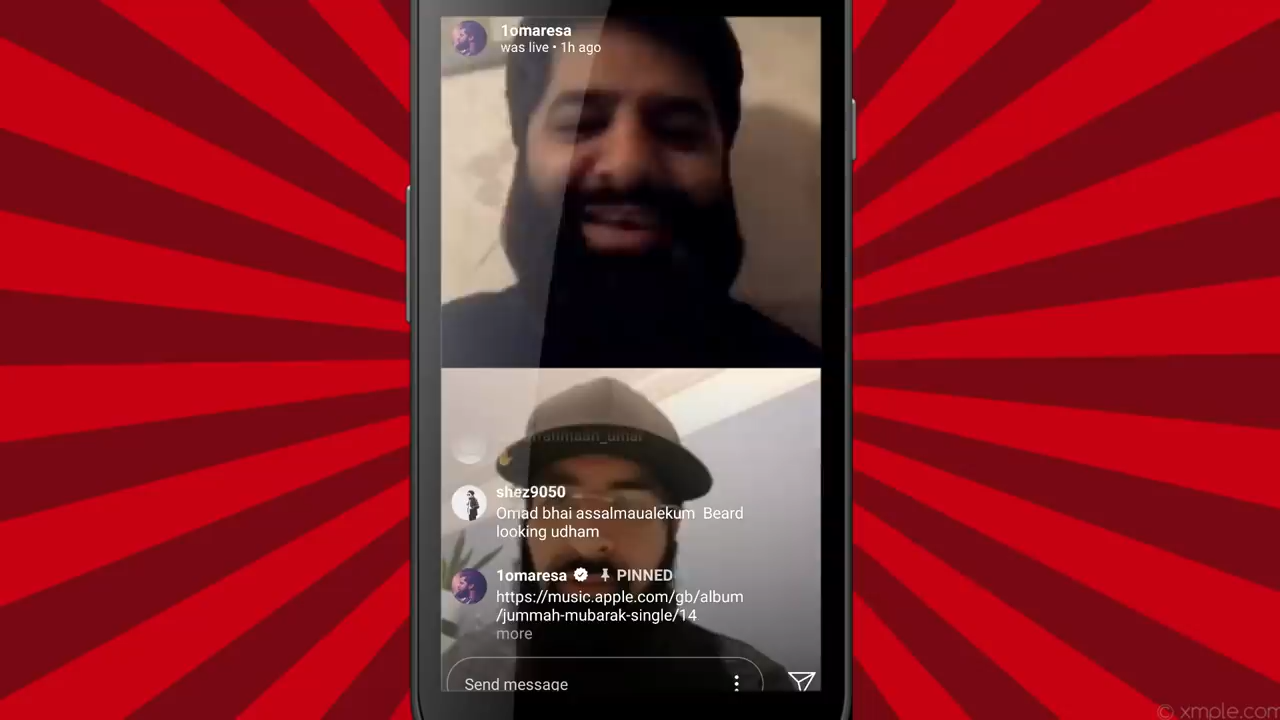 1omaresa
was live • 1h ago
shez9050
Omad bhai assalmaualekum Beard
looking udham
1omaresa PINNED
https://music.apple.com/gb/album
/jummah-mubarak-single/14
more
Send message
© xmple.com